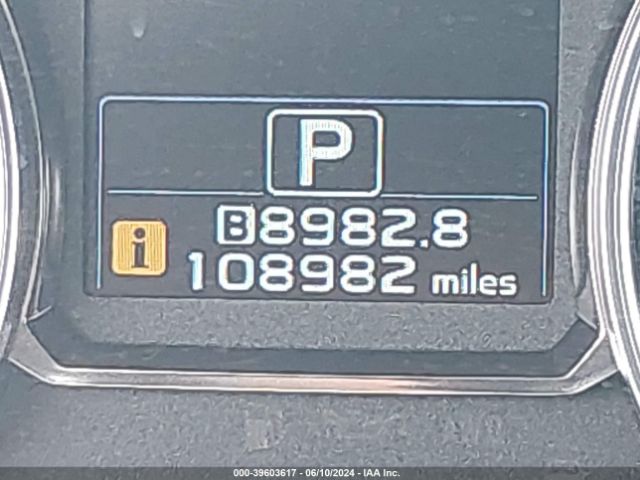 P
B8982.8
i
108982 miles
000-39603617 - 06/10/2024 - IAA Inc.